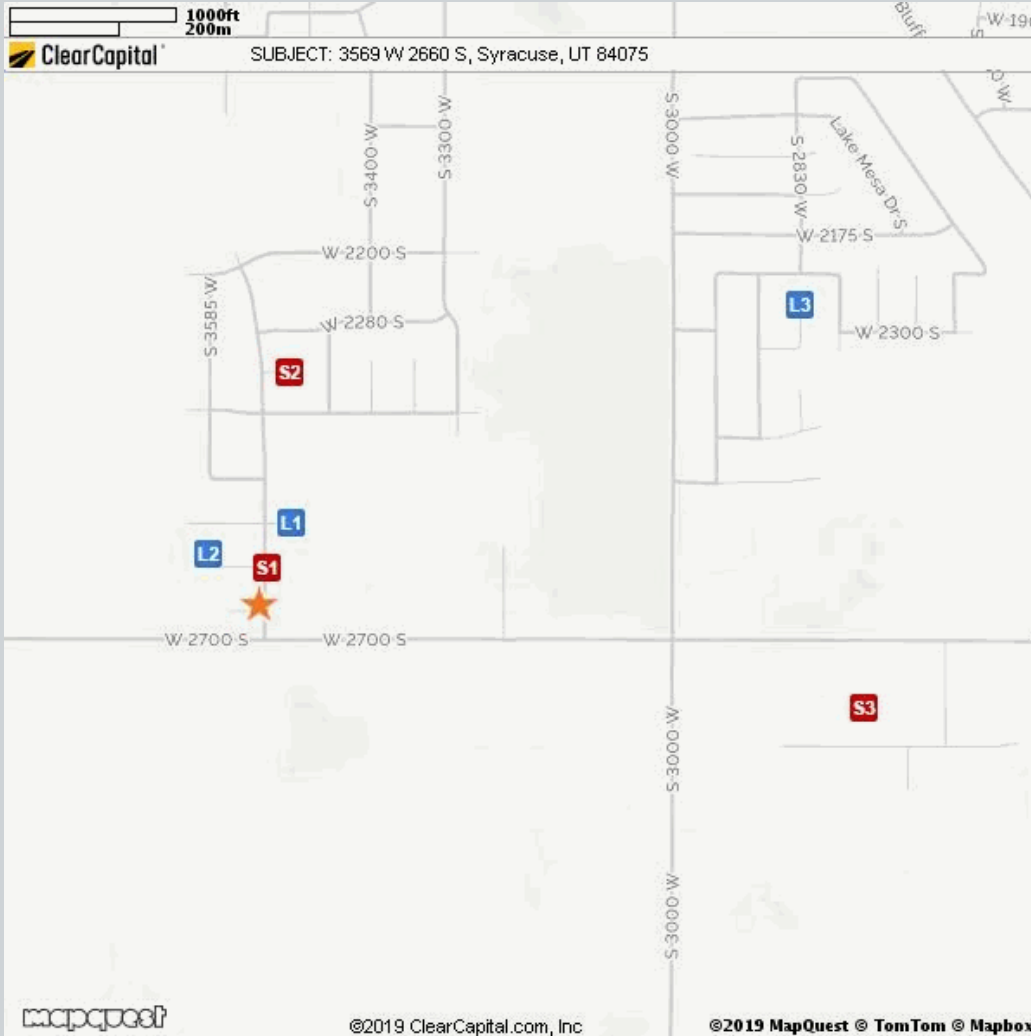 1000ft
200m
ClearCapital
SUBJECT: 3569 W 2660 S, Syracuse, UT 84075
Bluff
S
W 190
W
S 3400 W
S 3300 W
S 3000 W
S 2830 W
Lake Mesa Dr S
W 2175 S
W 2200 S
S 3585 W
W 2280 S
L3
W 2300 S
S2
L1
L2
S1
W 2700 S
W 2700 S
S3
S 3000 W
S 3000 W
mapquest
©2019 ClearCapital.com, Inc
©2019 MapQuest © TomTom © Mapbox